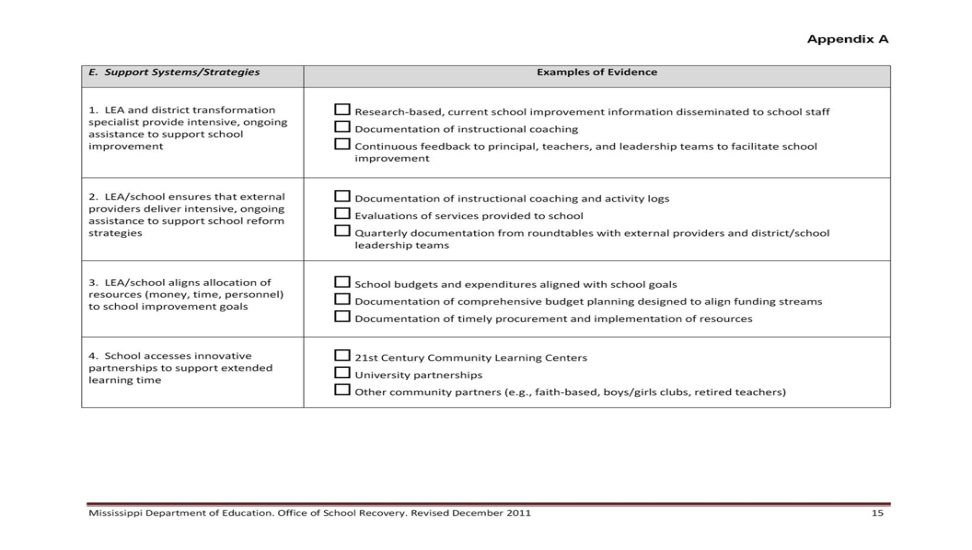 Appendix A
E. Support Systems/Strategies
Examples of Evidence
1. LEA and district transformation
specialist provide intensive, ongoing
assistance to support school
improvement
Research-based, current school improvement information disseminated to school staff
Documentation of instructional coaching
Continuous feedback to principal, teachers, and leadership teams to facilitate school
improvement
2. LEA/school ensures that external
providers deliver intensive, ongoing
assistance to support school reform
strategies
Documentation of instructional coaching and activity logs
Evaluations of services provided to school
Quarterly documentation from roundtables with external providers and district/school
leadership teams
3. LEA/school aligns allocation of
resources (money, time, personnel)
to school improvement goals
School budgets and expenditures aligned with school goals
Documentation of comprehensive budget planning designed to align funding streams
Documentation of timely procurement and implementation of resources
4. School accesses innovative
partnerships to support extended
learning time
21st Century Community Learning Centers
University partnerships
Other community partners (e.g., faith-based, boys/girls clubs, retired teachers)
Mississippi Department of Education. Office of School Recovery. Revised December 2011
15